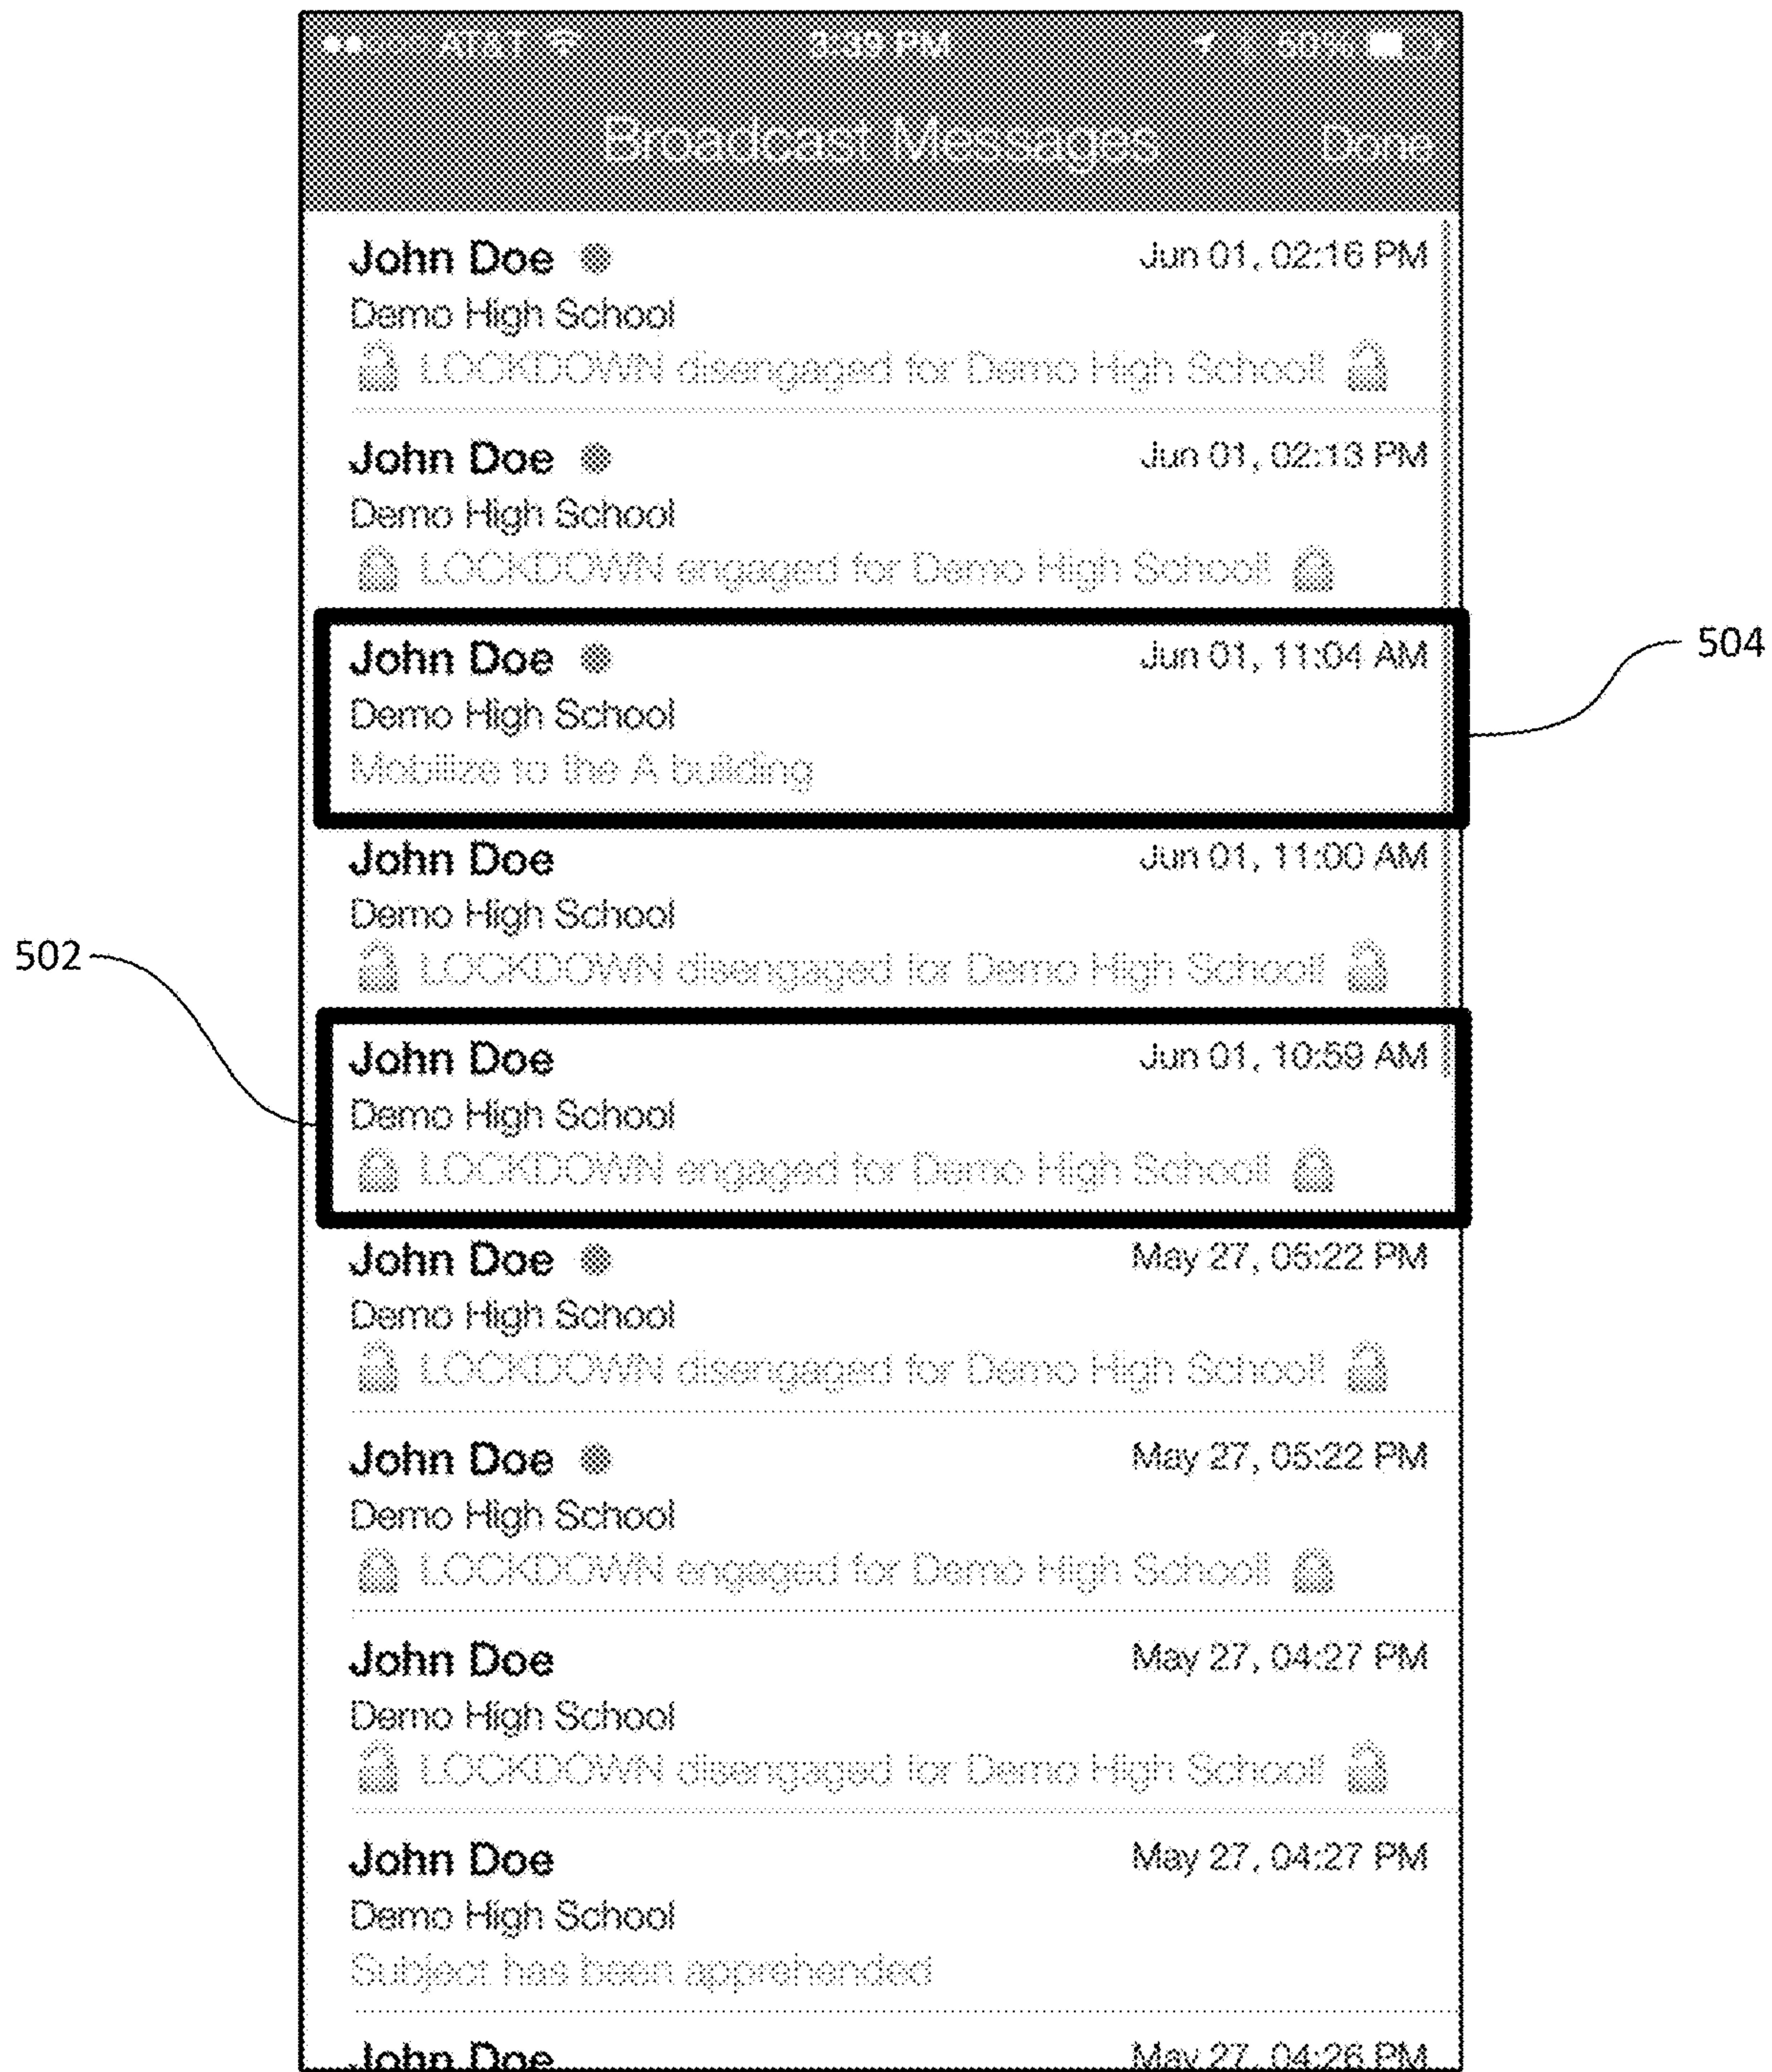 AT&T 3:39 PM 50%
Broadcast Messages Done
John Doe Jun 01, 02:16 PM
Demo High School
LOCKDOWN disengaged for Demo High School!
John Doe Jun 01, 02:13 PM
Demo High School
LOCKDOWN engaged for Demo High School!
John Doe Jun 01, 11:04 AM
504
Demo High School
Mobilize to the A building
John Doe Jun 01, 11:00 AM
Demo High School
502
LOCKDOWN disengaged for Demo High School!
John Doe Jun 01, 10:59 AM
Demo High School
LOCKDOWN engaged for Demo High School!
John Doe May 27, 05:22 PM
Demo High School
LOCKDOWN disengaged for Demo High School!
John Doe May 27, 05:22 PM
Demo High School
LOCKDOWN engaged for Demo High School!
John Doe May 27, 04:27 PM
Demo High School
LOCKDOWN disengaged for Demo High School!
John Doe May 27, 04:27 PM
Demo High School
Subject has been apprehended
John Doe May 27, 04:26 PM